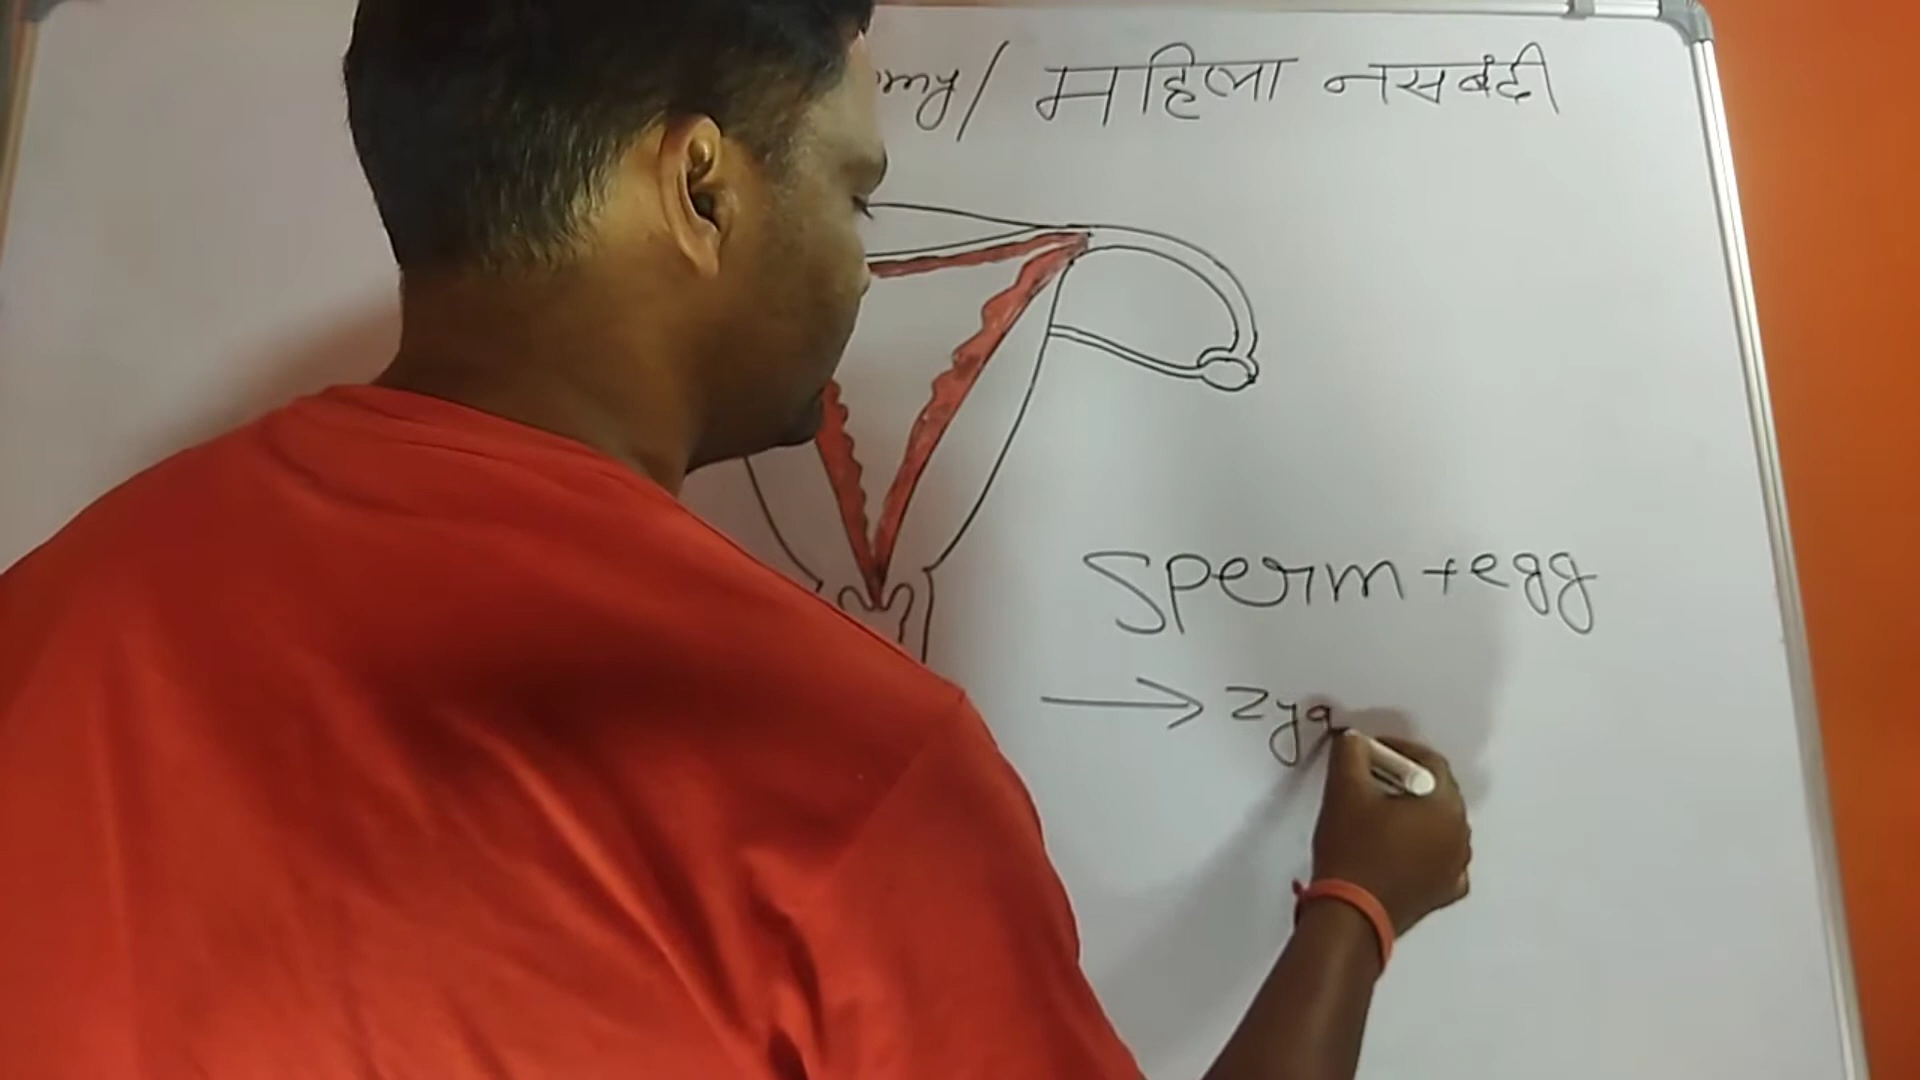 my/ महिला नसबंदी
Sperm + egg
→ Zyg